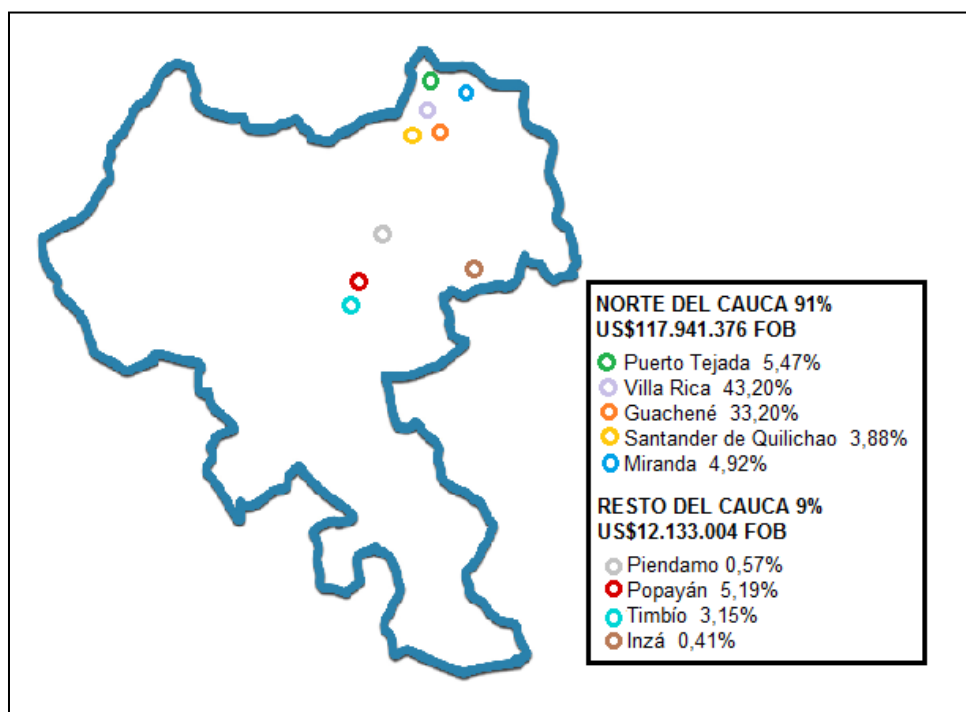 NORTE DEL CAUCA 91%
US$117.941.376 FOB
Puerto Tejada 5,47%
Villa Rica 43,20%
Guachené 33,20%
Santander de Quilichao 3,88%
Miranda 4,92%
RESTO DEL CAUCA 9%
US$12.133.004 FOB
Piendamo 0,57%
Popayán 5,19%
Timbío 3,15%
Inzá 0,41%